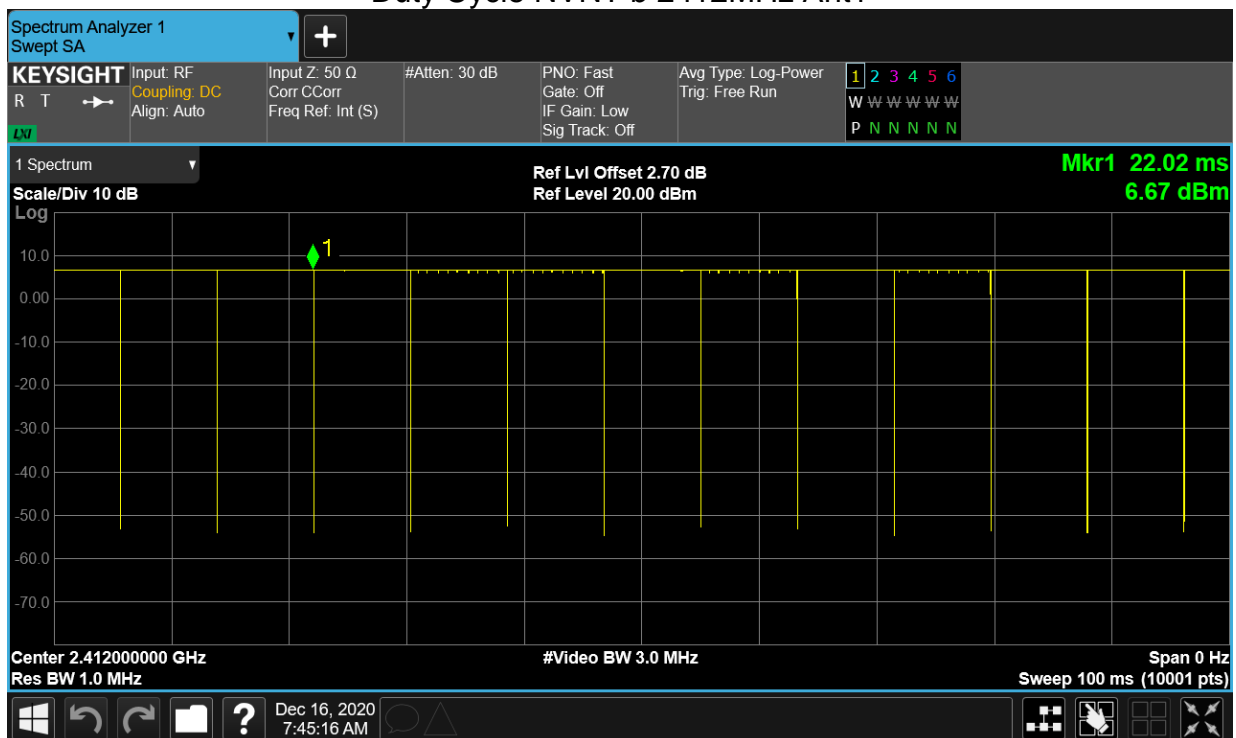 Spectrum Analyzer 1
Swept SA
KEYSIGHT
R T
LXI
Input: RF
Coupling: DC
Align: Auto
Input Z: 50 Ω
Corr CCorr
Freq Ref: Int (S)
#Atten: 30 dB
PNO: Fast
Gate: Off
IF Gain: Low
Sig Track: Off
Avg Type: Log-Power
Trig: Free Run
1 2 3 4 5 6
W W W W W W
P N N N N N
1 Spectrum
Scale/Div 10 dB
Ref Lvl Offset 2.70 dB
Ref Level 20.00 dBm
Mkr1 22.02 ms
6.67 dBm
Log
1
10.0
0.00
-10.0
-20.0
-30.0
-40.0
-50.0
-60.0
-70.0
Center 2.412000000 GHz
Res BW 1.0 MHz
#Video BW 3.0 MHz
Span 0 Hz
Sweep 100 ms (10001 pts)
?
Dec 16, 2020
7:45:16 AM